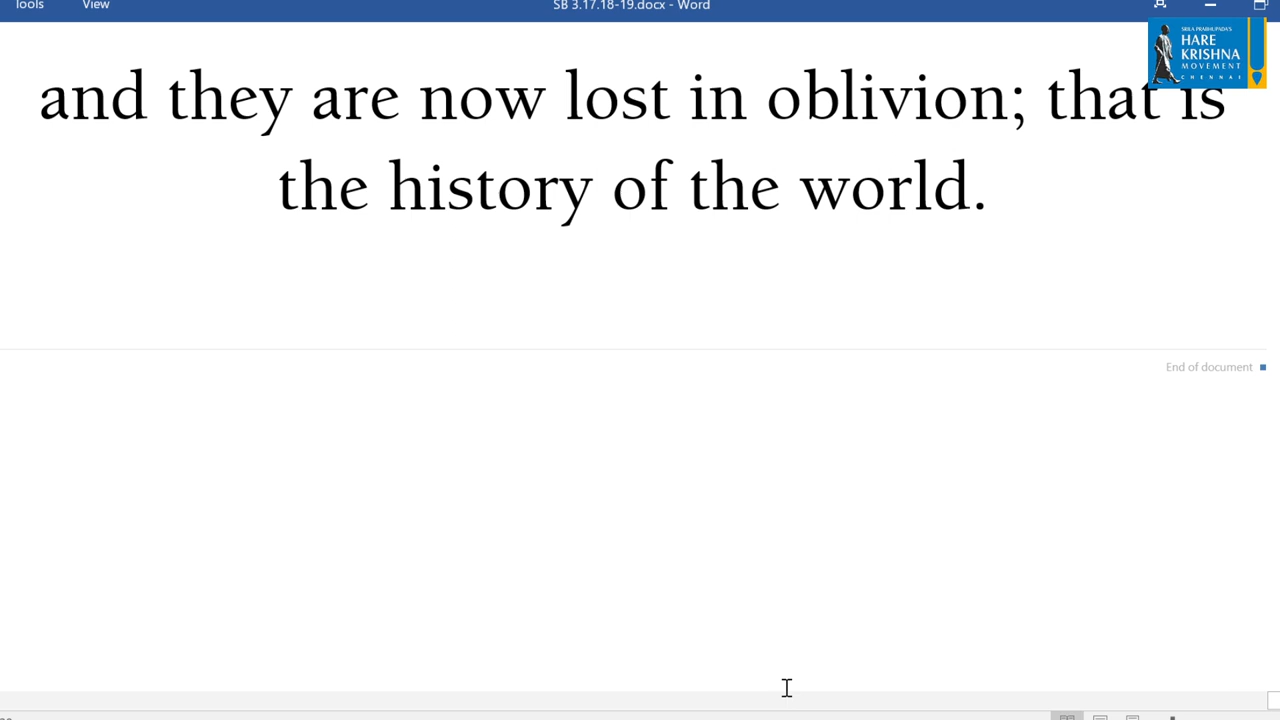 Tools View SB 3.17.18-19.docx - Word
SRILA PRABHUPADA'S
HARE
KRISHNA
MOVEMENT
CHENNAI
and they are now lost in oblivion; that is
the history of the world.
End of document